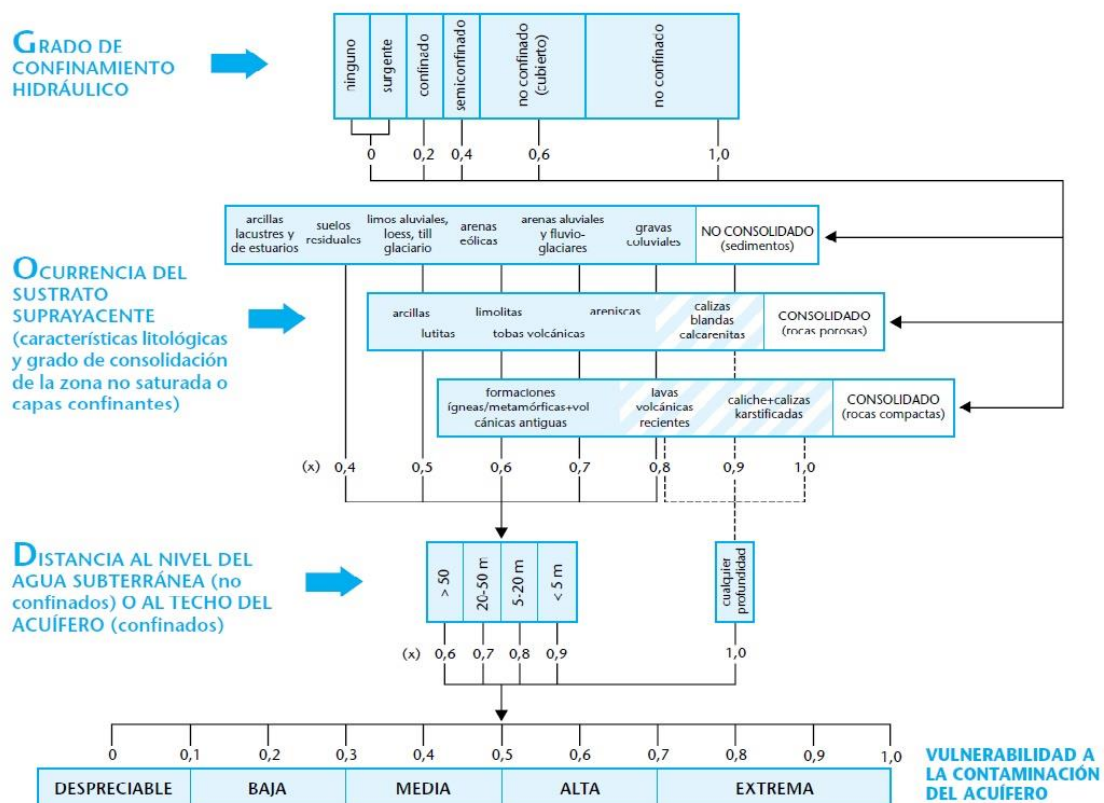 GRADO DE
CONFINAMIENTO
HIDRÁULICO
ninguno
surgente
confinado
semiconfinado
no confinado
(cubierto)
no confinado
0
0,2
0,4
0,6
1,0
OCURRENCIA DEL
SUSTRATO
SUPRAYACENTE
(características litológicas
y grado de consolidación
de la zona no saturada o
capas confinantes)
arcillas
lacustres y
de estuarios
suelos
residuales
limos aluviales,
loess, till
glaciario
arenas
eólicas
arenas aluviales
y fluvio-
glaciares
gravas
coluviales
NO CONSOLIDADO
(sedimentos)
arcillas
lutitas
limolitas
tobas volcánicas
areniscas
calizas
blandas
calcarenitas
CONSOLIDADO
(rocas porosas)
formaciones
ígneas/metamórficas+vol
cánicas antiguas
lavas
volcánicas
recientes
caliche+calizas
karstificadas
CONSOLIDADO
(rocas compactas)
(x) 0,4 0,5 0,6 0,7 0,8 0,9 1,0
DISTANCIA AL NIVEL DEL
AGUA SUBTERRÁNEA (no
confinados) O AL TECHO DEL
ACUÍFERO (confinados)
> 50
20-50 m
5-20 m
< 5 m
cualquier
profundidad
(x) 0,6 0,7 0,8 0,9 1,0
0 0,1 0,2 0,3 0,4 0,5 0,6 0,7 0,8 0,9 1,0
DESPRECIABLE BAJA MEDIA ALTA EXTREMA
VULNERABILIDAD A
LA CONTAMINACIÓN
DEL ACUÍFERO